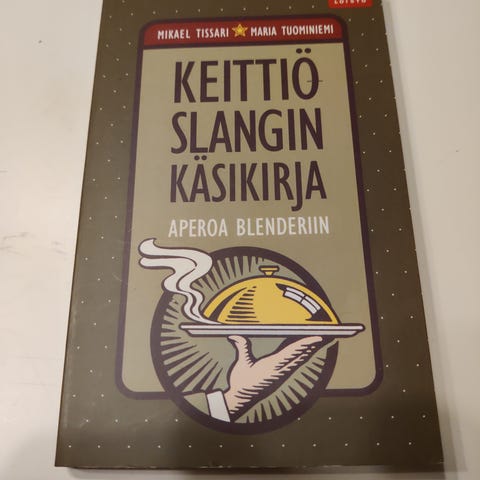 MIKAEL TISSARI ★ MARIA TUOMINIEMI
KEITTIÖ-
SLANGIN
KÄSIKIRJA
APEROA BLENDERIIN